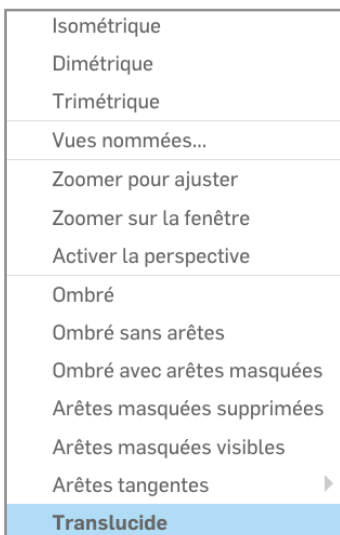 Isométrique
Dimétrique
Trimétrique
Vues nommées...
Zoomer pour ajuster
Zoomer sur la fenêtre
Activer la perspective
Ombré
Ombré sans arêtes
Ombré avec arêtes masquées
Arêtes masquées supprimées
Arêtes masquées visibles
Arêtes tangentes
Translucide